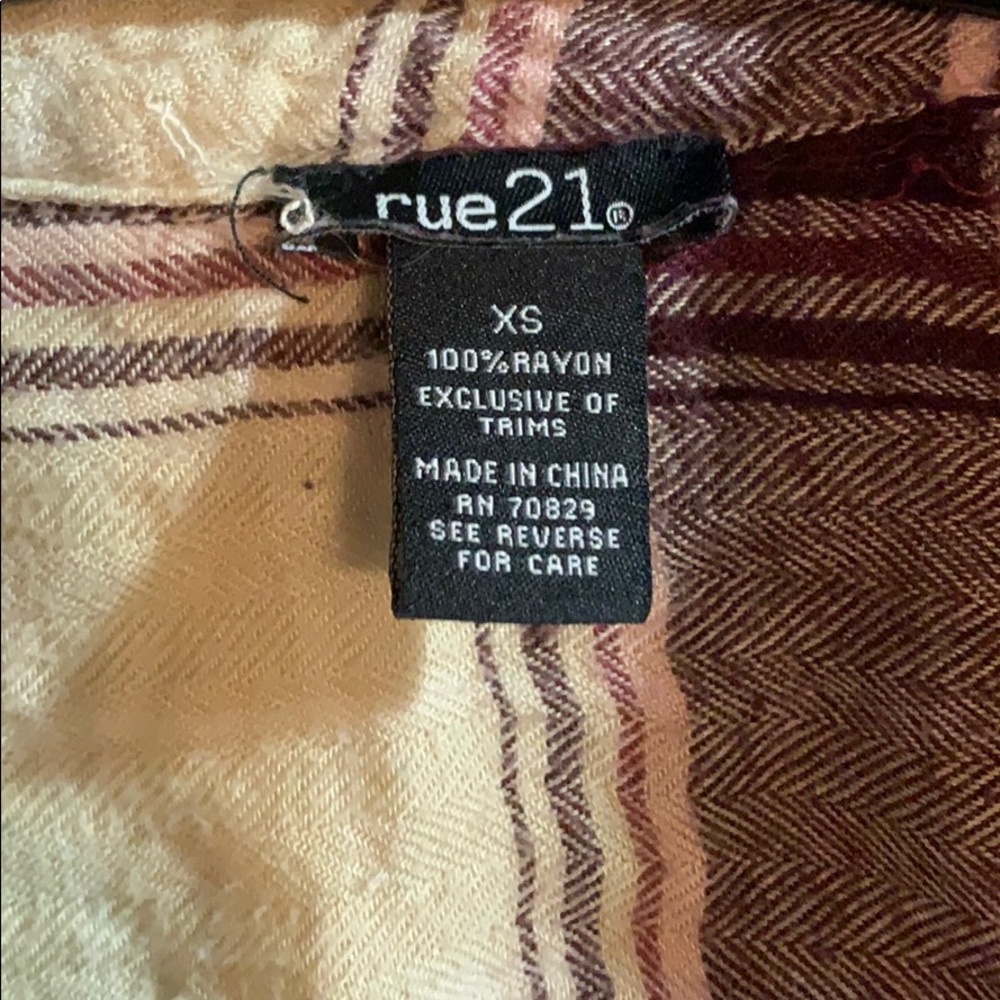 rue21®
XS
100%RAYON
EXCLUSIVE OF
TRIMS
MADE IN CHINA
RN 70829
SEE REVERSE
FOR CARE